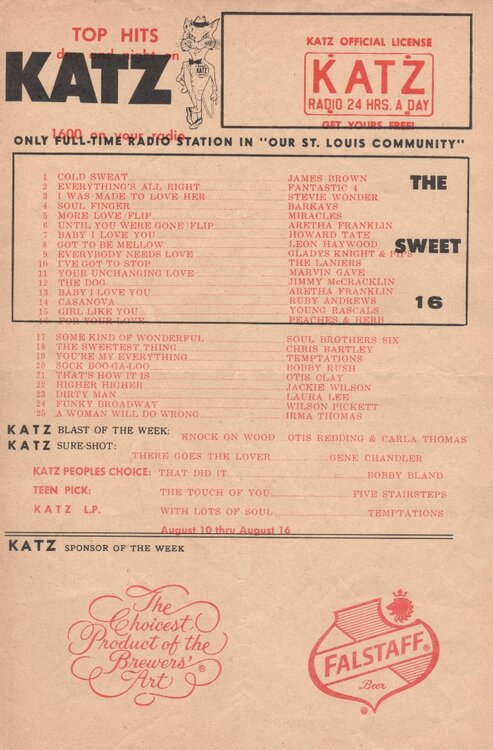 TOP HITS
day and night on
KATZ
KATZ
1600 on your radio
KATZ OFFICIAL LICENSE
KATZ
RADIO 24 HRS. A DAY
GET YOURS FREE!
ONLY FULL-TIME RADIO STATION IN "OUR ST. LOUIS COMMUNITY"
THE
SWEET
16
1 COLD SWEAT JAMES BROWN
2 EVERYTHING'S ALL RIGHT FANTASTIC 4
3 I WAS MADE TO LOVE HER STEVIE WONDER
4 SOUL FINGER BARKAYS
5 MORE LOVE/FLIP MIRACLES
6 UNTIL YOU WERE GONE/FLIP ARETHA FRANKLIN
7 BABY I LOVE YOU HOWARD TATE
8 GOT TO BE MELLOW LEON HAYWOOD
9 EVERYBODY NEEDS LOVE GLADYS KNIGHT & PIPS
10 I'VE GOT TO STOP THE LANIERS
11 YOUR UNCHANGING LOVE MARVIN GAVE
12 THE DOG JIMMY McCRACKLIN
13 BABY I LOVE YOU ARETHA FRANKLIN
14 CASANOVA RUBY ANDREWS
15 GIRL LIKE YOU YOUNG RASCALS
16 FOR YOUR LOVE PEACHES & HERB
17 SOME KIND OF WONDERFUL SOUL BROTHERS SIX
18 THE SWEETEST THING CHRIS BARTLEY
19 YOU'RE MY EVERYTHING TEMPTATIONS
20 SOCK BOO-GA-LOO BOBBY RUSH
21 THAT'S HOW IT IS OTIS CLAY
22 HIGHER HIGHER JACKIE WILSON
23 DIRTY MAN LAURA LEE
24 FUNKY BROADWAY WILSON PICKETT
25 A WOMAN WILL DO WRONG IRMA THOMAS
KATZ BLAST OF THE WEEK: KNOCK ON WOOD OTIS REDDING & CARLA THOMAS
KATZ SURE-SHOT: THERE GOES THE LOVER GENE CHANDLER
KATZ PEOPLES CHOICE: THAT DID IT BOBBY BLAND
TEEN PICK: THE TOUCH OF YOU FIVE STAIRSTEPS
KATZ L.P. WITH LOTS OF SOUL TEMPTATIONS
August 10 thru August 16
KATZ SPONSOR OF THE WEEK
The
Choicest
Product of the
Brewers'
Art ®
FALSTAFF ®
Beer